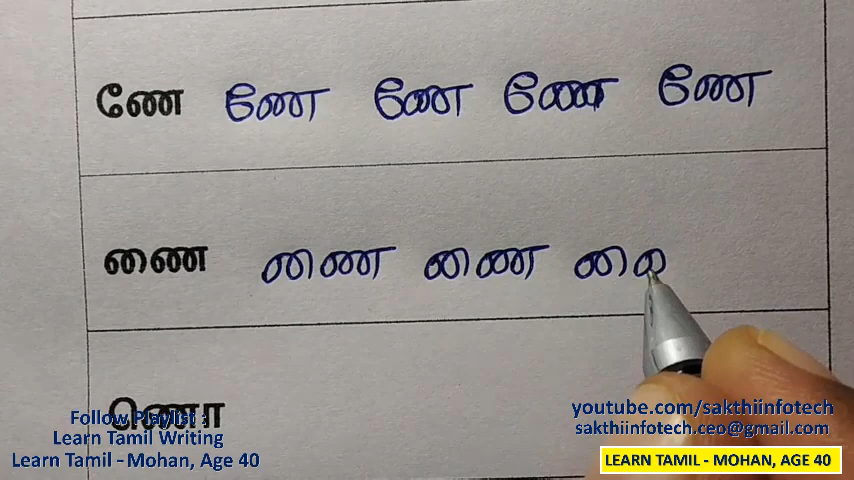 ணே ணே ணே ணே ணே
ணை ணை ணை
ணொ
Follow Playlist :
Learn Tamil Writing
Learn Tamil - Mohan, Age 40
youtube.com/sakthiinfotech
sakthiinfotech.ceo@gmail.com
LEARN TAMIL - MOHAN, AGE 40